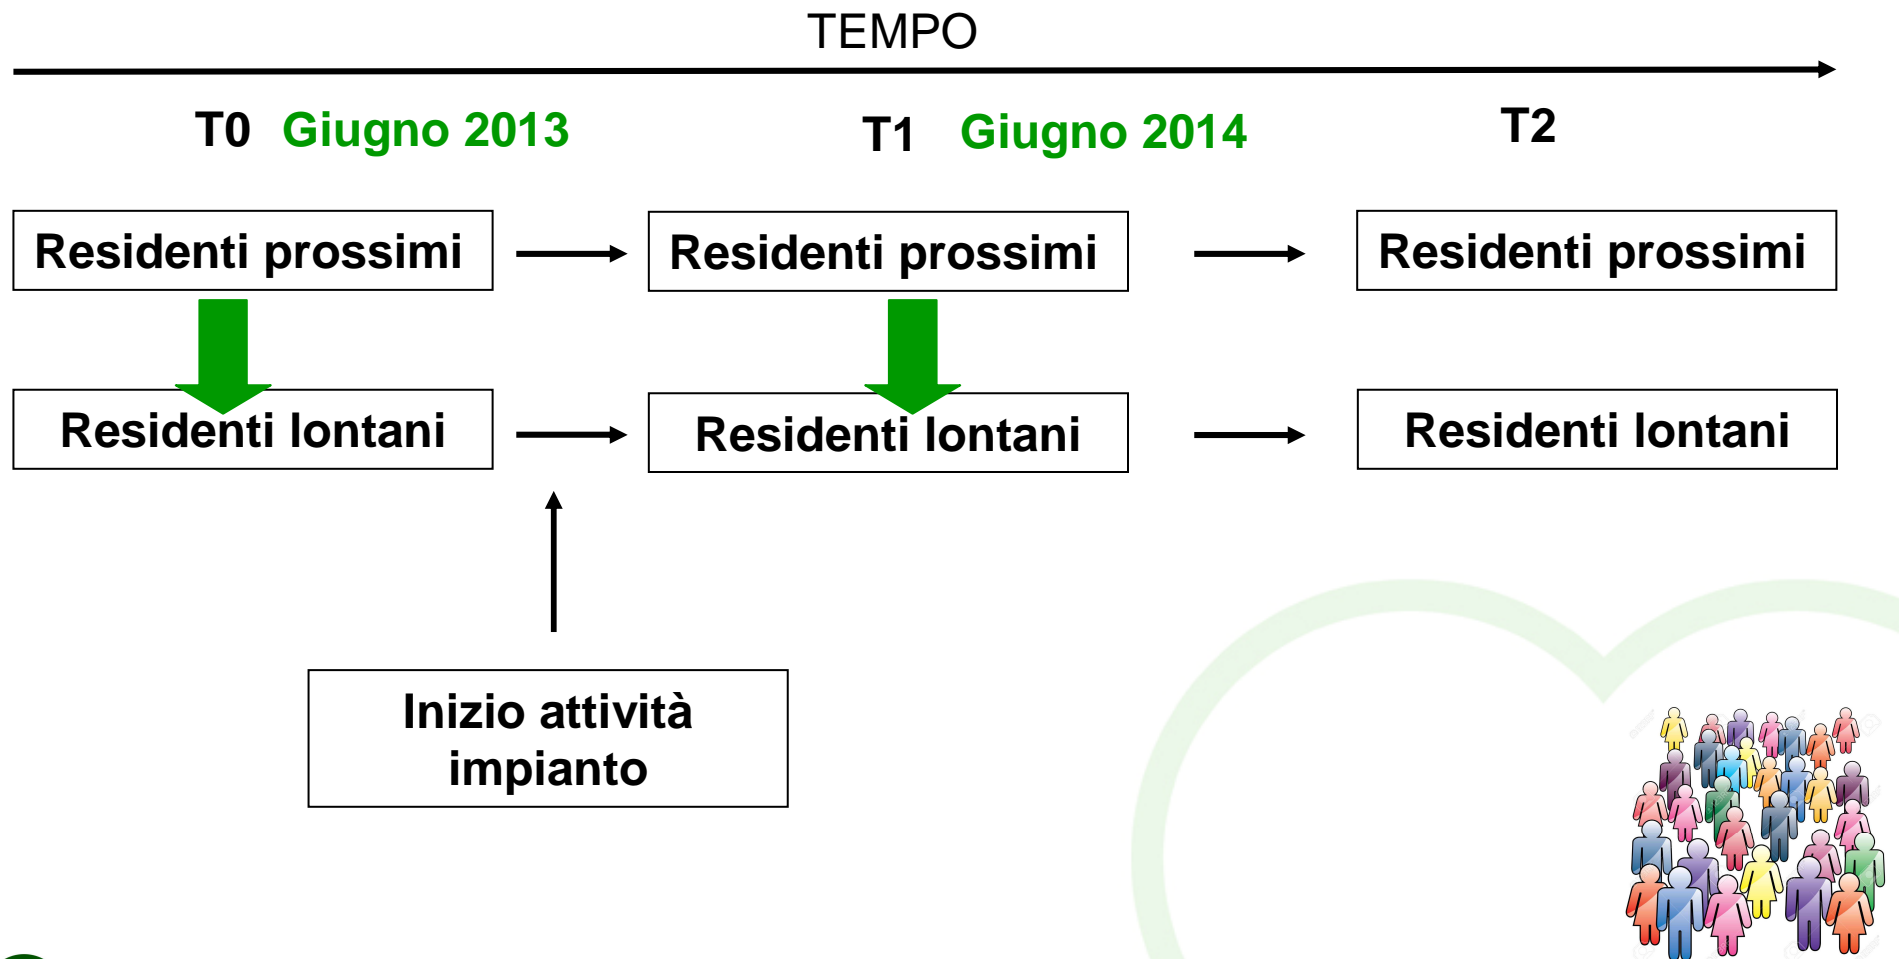 TEMPO
T0 Giugno 2013 T1 Giugno 2014 T2
Residenti prossimi Residenti prossimi Residenti prossimi
Residenti lontani Residenti lontani Residenti lontani
Inizio attività
impianto